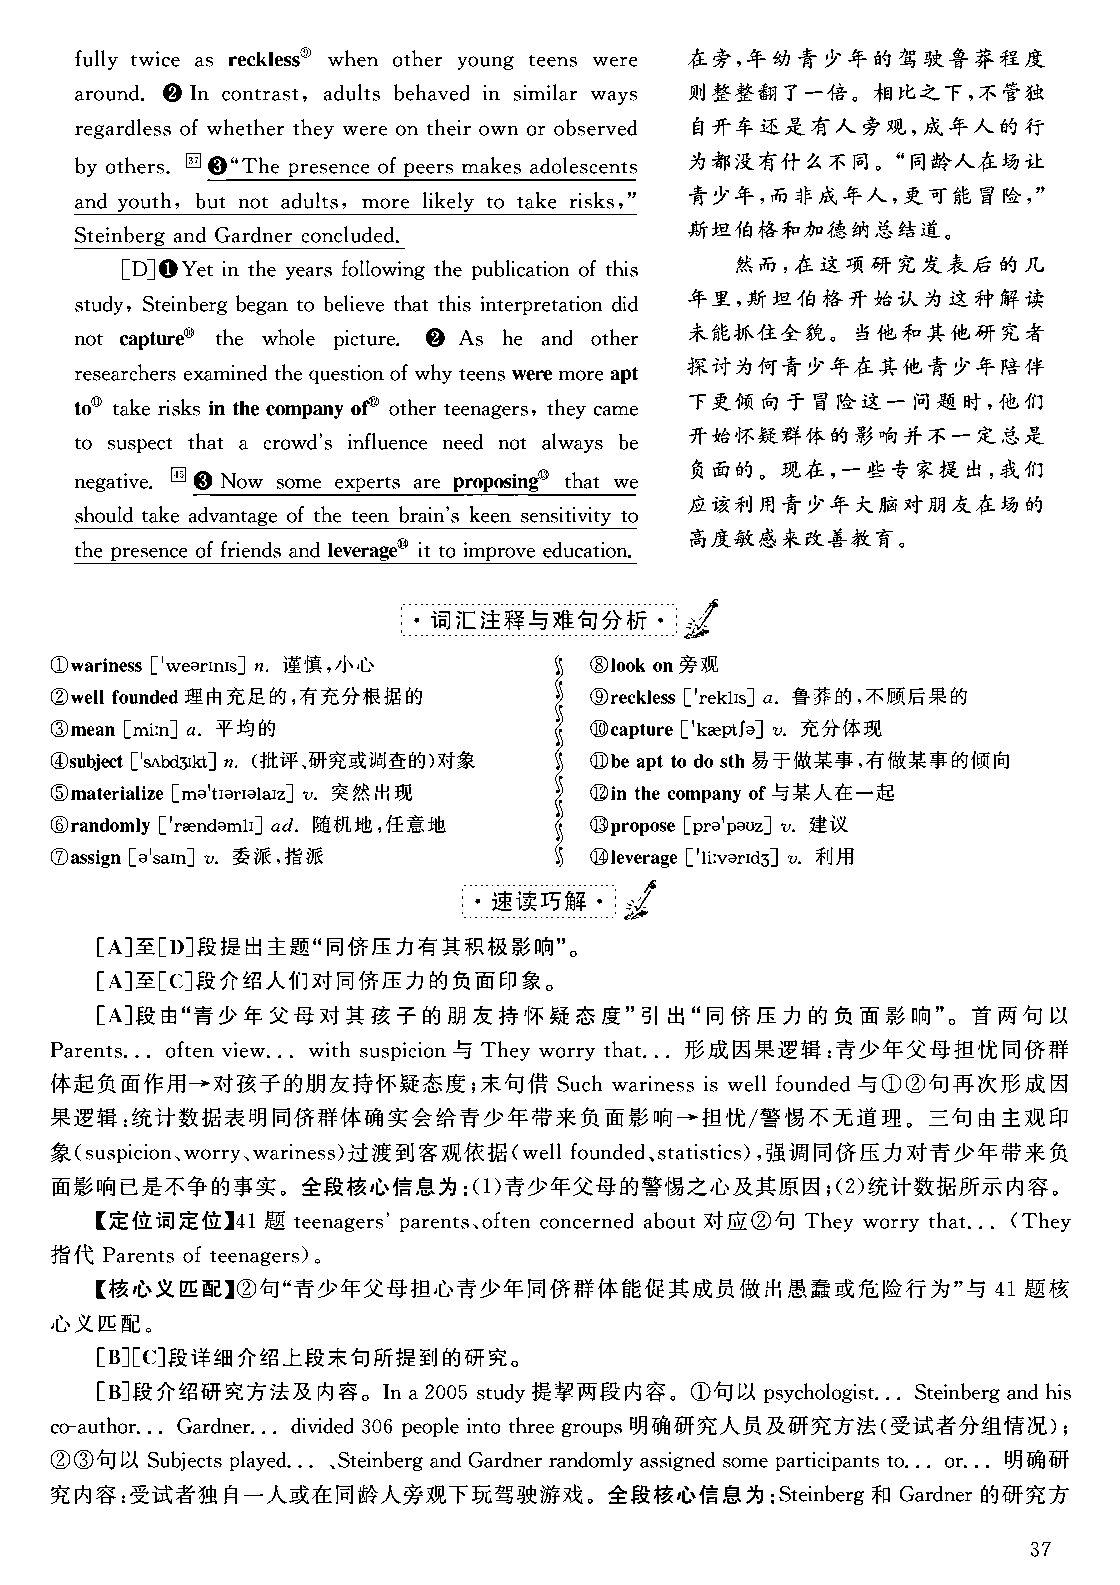 fully twice as reckless⑨ when other young teens were
around. ❷ In contrast, adults behaved in similar ways
regardless of whether they were on their own or observed
by others. 37 ❸“The presence of peers makes adolescents
and youth, but not adults, more likely to take risks,”
Steinberg and Gardner concluded.
[D]❶Yet in the years following the publication of this
study, Steinberg began to believe that this interpretation did
not capture⑩ the whole picture. ❷ As he and other
researchers examined the question of why teens were more apt
to⑪ take risks in the company of⑫ other teenagers, they came
to suspect that a crowd's influence need not always be
negative. 45 ❸ Now some experts are proposing⑬ that we
should take advantage of the teen brain's keen sensitivity to
the presence of friends and leverage⑭ it to improve education.
在旁,年幼青少年的驾驶鲁莽程度
则整整翻了一倍。相比之下,不管独
自开车还是有人旁观,成年人的行
为都没有什么不同。“同龄人在场让
青少年,而非成年人,更可能冒险,”
斯坦伯格和加德纳总结道。
然而,在这项研究发表后的几
年里,斯坦伯格开始认为这种解读
未能抓住全貌。当他和其他研究者
探讨为何青少年在其他青少年陪伴
下更倾向于冒险这一问题时,他们
开始怀疑群体的影响并不一定总是
负面的。现在,一些专家提出,我们
应该利用青少年大脑对朋友在场的
高度敏感来改善教育。
·词汇注释与难句分析·
①wariness [ˈweərɪnɪs] n. 谨慎,小心
②well founded 理由充足的,有充分根据的
③mean [miːn] a. 平均的
④subject [ˈsʌbdʒɪkt] n. (批评、研究或调查的)对象
⑤materialize [məˈtɪərɪəlaɪz] v. 突然出现
⑥randomly [ˈrændəmlɪ] ad. 随机地,任意地
⑦assign [əˈsaɪn] v. 委派,指派
⑧look on 旁观
⑨reckless [ˈreklɪs] a. 鲁莽的,不顾后果的
⑩capture [ˈkæptʃə] v. 充分体现
⑪be apt to do sth 易于做某事,有做某事的倾向
⑫in the company of 与某人在一起
⑬propose [prəˈpəʊz] v. 建议
⑭leverage [ˈliːvərɪdʒ] v. 利用
·速读巧解·
[A]至[D]段提出主题“同侪压力有其积极影响”。
[A]至[C]段介绍人们对同侪压力的负面印象。
[A]段由“青少年父母对其孩子的朋友持怀疑态度”引出“同侪压力的负面影响”。首两句以
Parents... often view... with suspicion 与 They worry that... 形成因果逻辑:青少年父母担忧同侪群
体起负面作用→对孩子的朋友持怀疑态度;末句借 Such wariness is well founded 与①②句再次形成因
果逻辑:统计数据表明同侪群体确实会给青少年带来负面影响→担忧/警惕不无道理。三句由主观印
象(suspicion、worry、wariness)过渡到客观依据(well founded、statistics),强调同侪压力对青少年带来负
面影响已是不争的事实。全段核心信息为:(1)青少年父母的警惕之心及其原因;(2)统计数据所示内容。
【定位词定位】41 题 teenagers' parents、often concerned about 对应②句 They worry that... (They
指代 Parents of teenagers)。
【核心义匹配】②句“青少年父母担心青少年同侪群体能促其成员做出愚蠢或危险行为”与 41 题核
心义匹配。
[B][C]段详细介绍上段末句所提到的研究。
[B]段介绍研究方法及内容。In a 2005 study 提挈两段内容。①句以 psychologist... Steinberg and his
co-author... Gardner... divided 306 people into three groups 明确研究人员及研究方法(受试者分组情况);
②③句以 Subjects played... 、Steinberg and Gardner randomly assigned some participants to... or... 明确研
究内容:受试者独自一人或在同龄人旁观下玩驾驶游戏。全段核心信息为:Steinberg 和 Gardner 的研究方
37